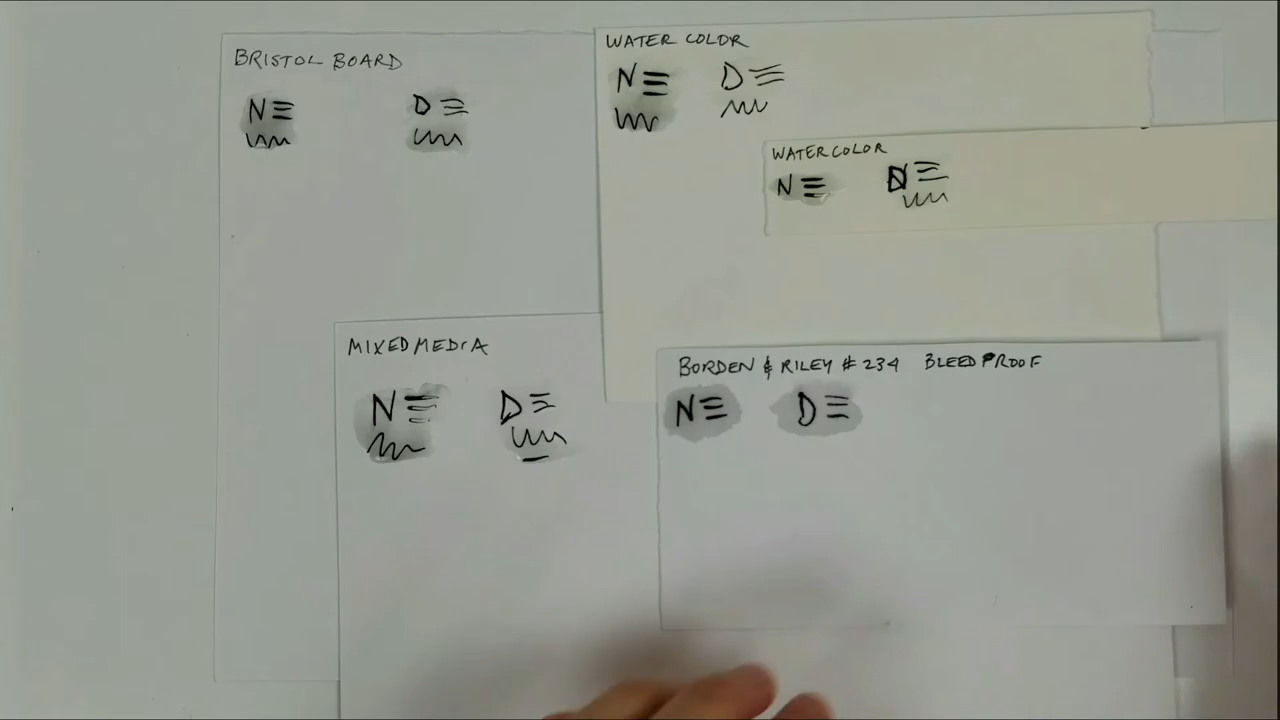 BRISTOL BOARD
N D
WATER COLOR
N D
WATERCOLOR
N N
MIXED MEDIA
N D
BORDEN & RILEY # 234 BLEEDPROOF
N D